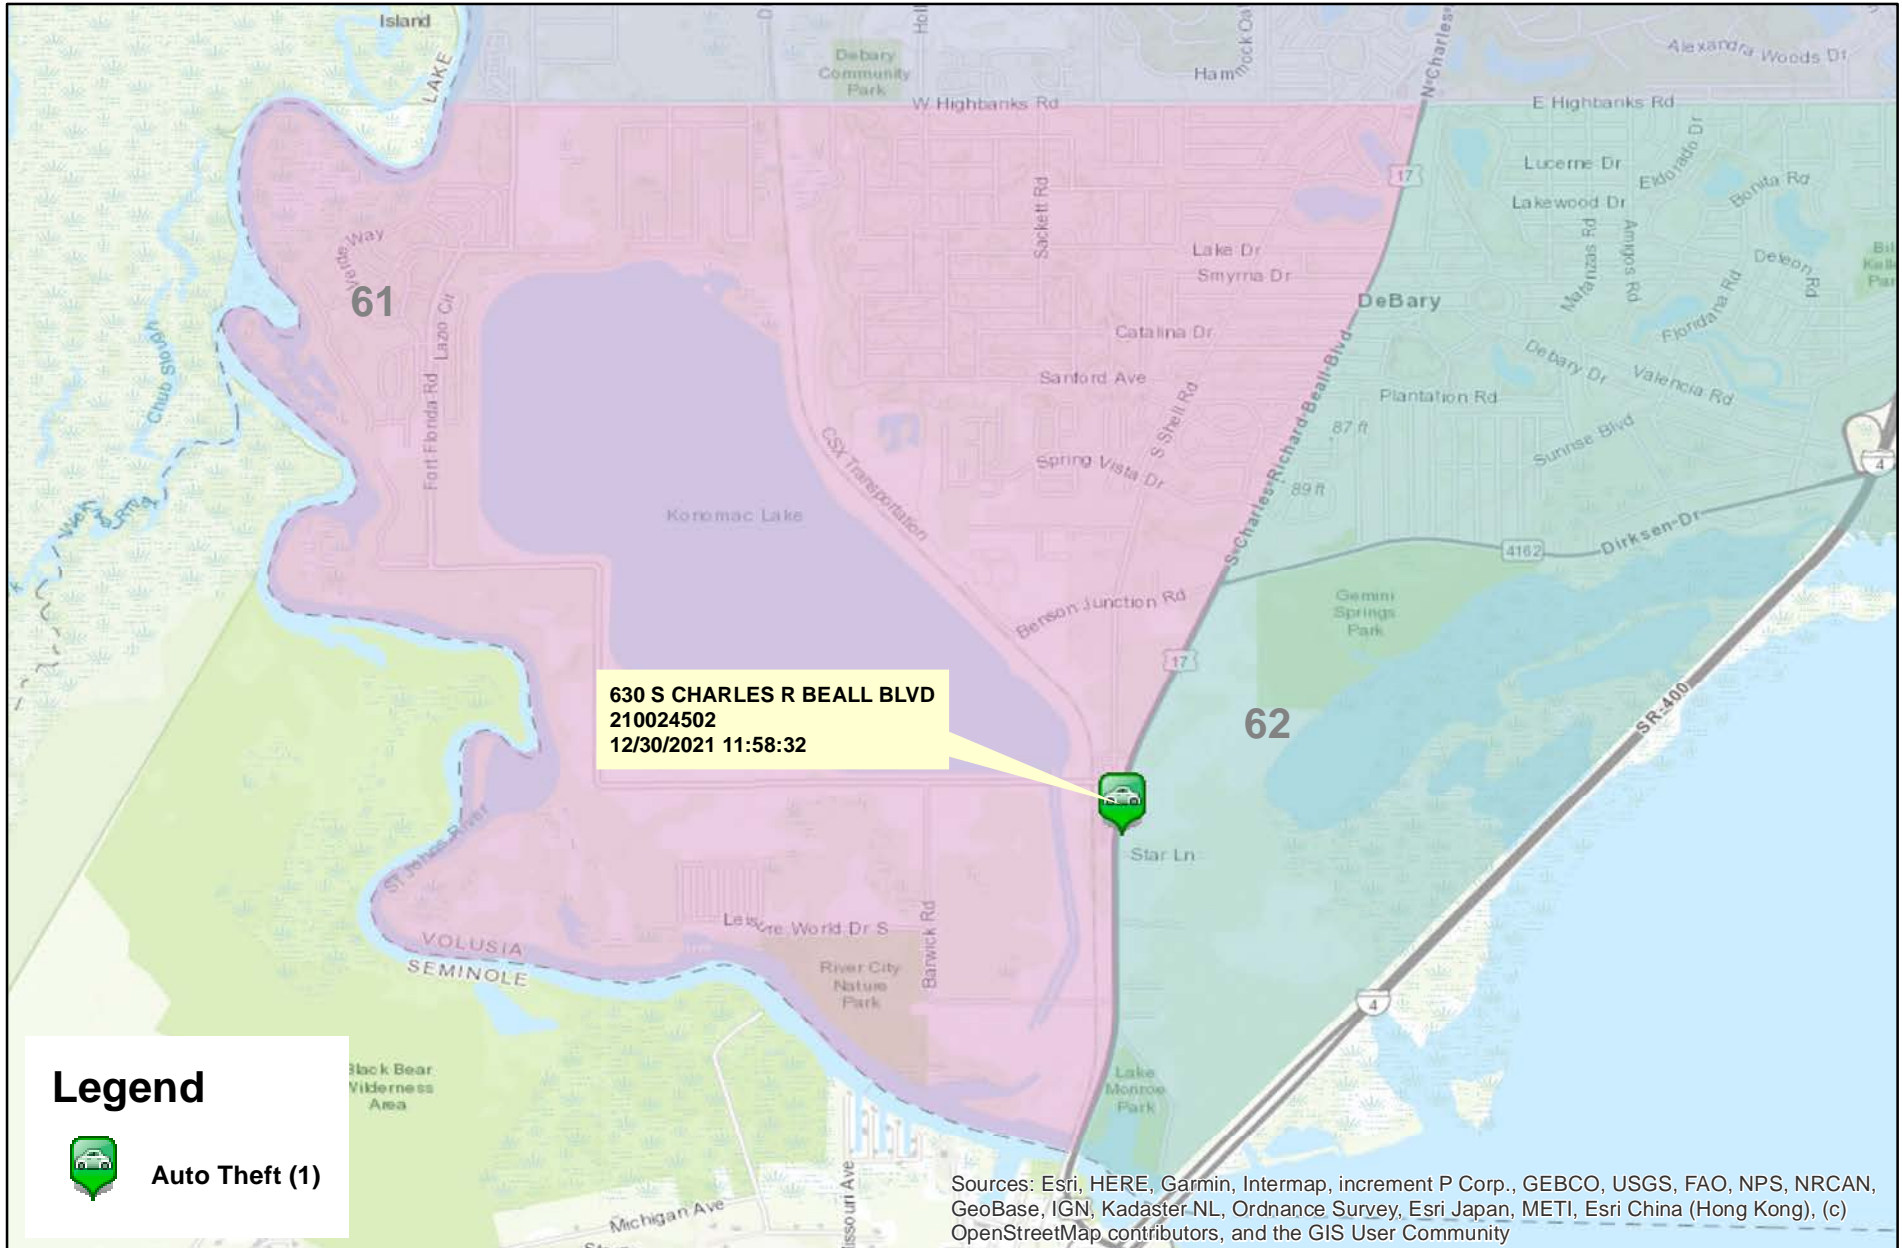 Island
LAKE
Debary
Community
Park
W Highbanks Rd
N Charles
Alexandra Woods Dr
E Highbanks Rd
17
Lucerne Dr
Eldorado Dr
Bonita Rd
Lakewood Dr
Sackett Rd
Lake Dr
Smyrna Dr
Matanzas Rd
Amigos Rd
Deleon Rd
Verde Way
61
Lazo Cir
DeBary
Floridana Rd
Catalina Dr
Chub Slough
Debary Dr
Valencia Rd
Sanford Ave
Plantation Rd
Fort Florida Rd
S Shell Rd
S Charles Richard Beall Blvd
87 ft
Sunrise Blvd
CSX Transportation
Spring Vista Dr
89 ft
4
Konomac Lake
4162
Dirksen Dr
Benson Junction Rd
Gemini
Springs
Park
17
630 S CHARLES R BEALL BLVD
210024502
12/30/2021 11:58:32
62
SR-400
St Johns River
Star Ln
Leisure World Dr S
Barwick Rd
VOLUSIA
SEMINOLE
River City
Nature
Park
4
Legend
Black Bear
Wilderness
Area
Lake
Monroe
Park
Auto Theft (1)
Michigan Ave
Sources: Esri, HERE, Garmin, Intermap, increment P Corp., GEBCO, USGS, FAO, NPS, NRCAN,
GeoBase, IGN, Kadaster NL, Ordnance Survey, Esri Japan, METI, Esri China (Hong Kong), (c)
OpenStreetMap contributors, and the GIS User Community